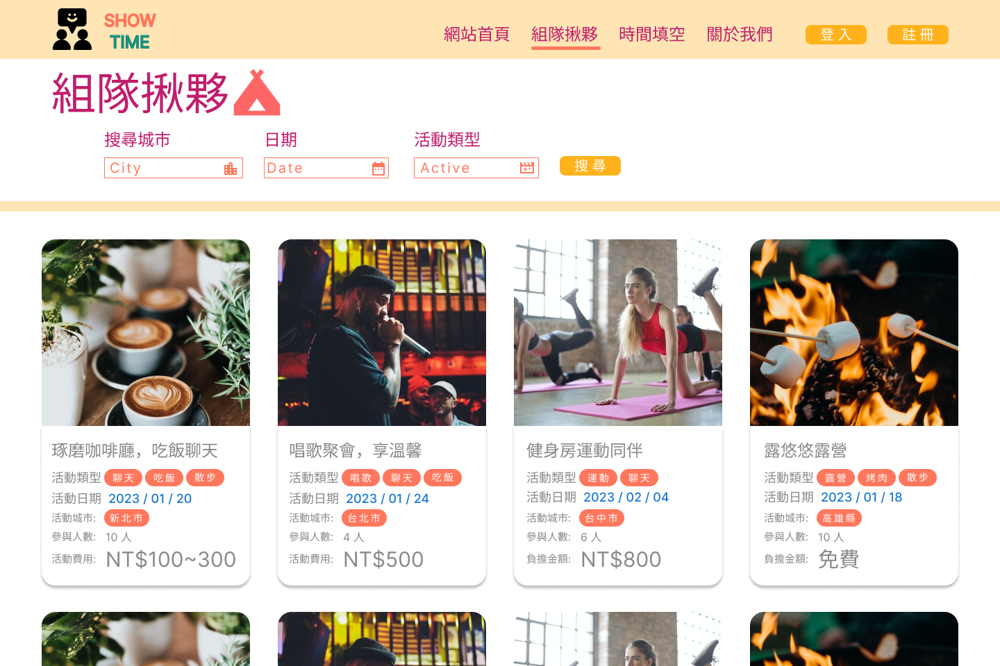 SHOW
TIME
網站首頁 組隊揪夥 時間填空 關於我們 登入 註冊
組隊揪夥
搜尋城市 日期 活動類型
City Date Active 搜尋
琢磨咖啡廳，吃飯聊天
活動類型 聊天 吃飯 散步
活動日期 2023 / 01 / 20
活動城市: 新北市
參與人數: 10 人
活動費用: NT$100~300
唱歌聚會，享溫馨
活動類型 唱歌 聊天 吃飯
活動日期 2023 / 01 / 24
活動城市: 台北市
參與人數: 4 人
活動費用: NT$500
健身房運動同伴
活動類型 運動 聊天
活動日期 2023 / 02 / 04
活動城市: 台中市
參與人數: 6 人
負擔金額: NT$800
露悠悠露營
活動類型 露營 烤肉 散步
活動日期 2023 / 01 / 18
活動城市: 高雄縣
參與人數: 10 人
負擔金額: 免費